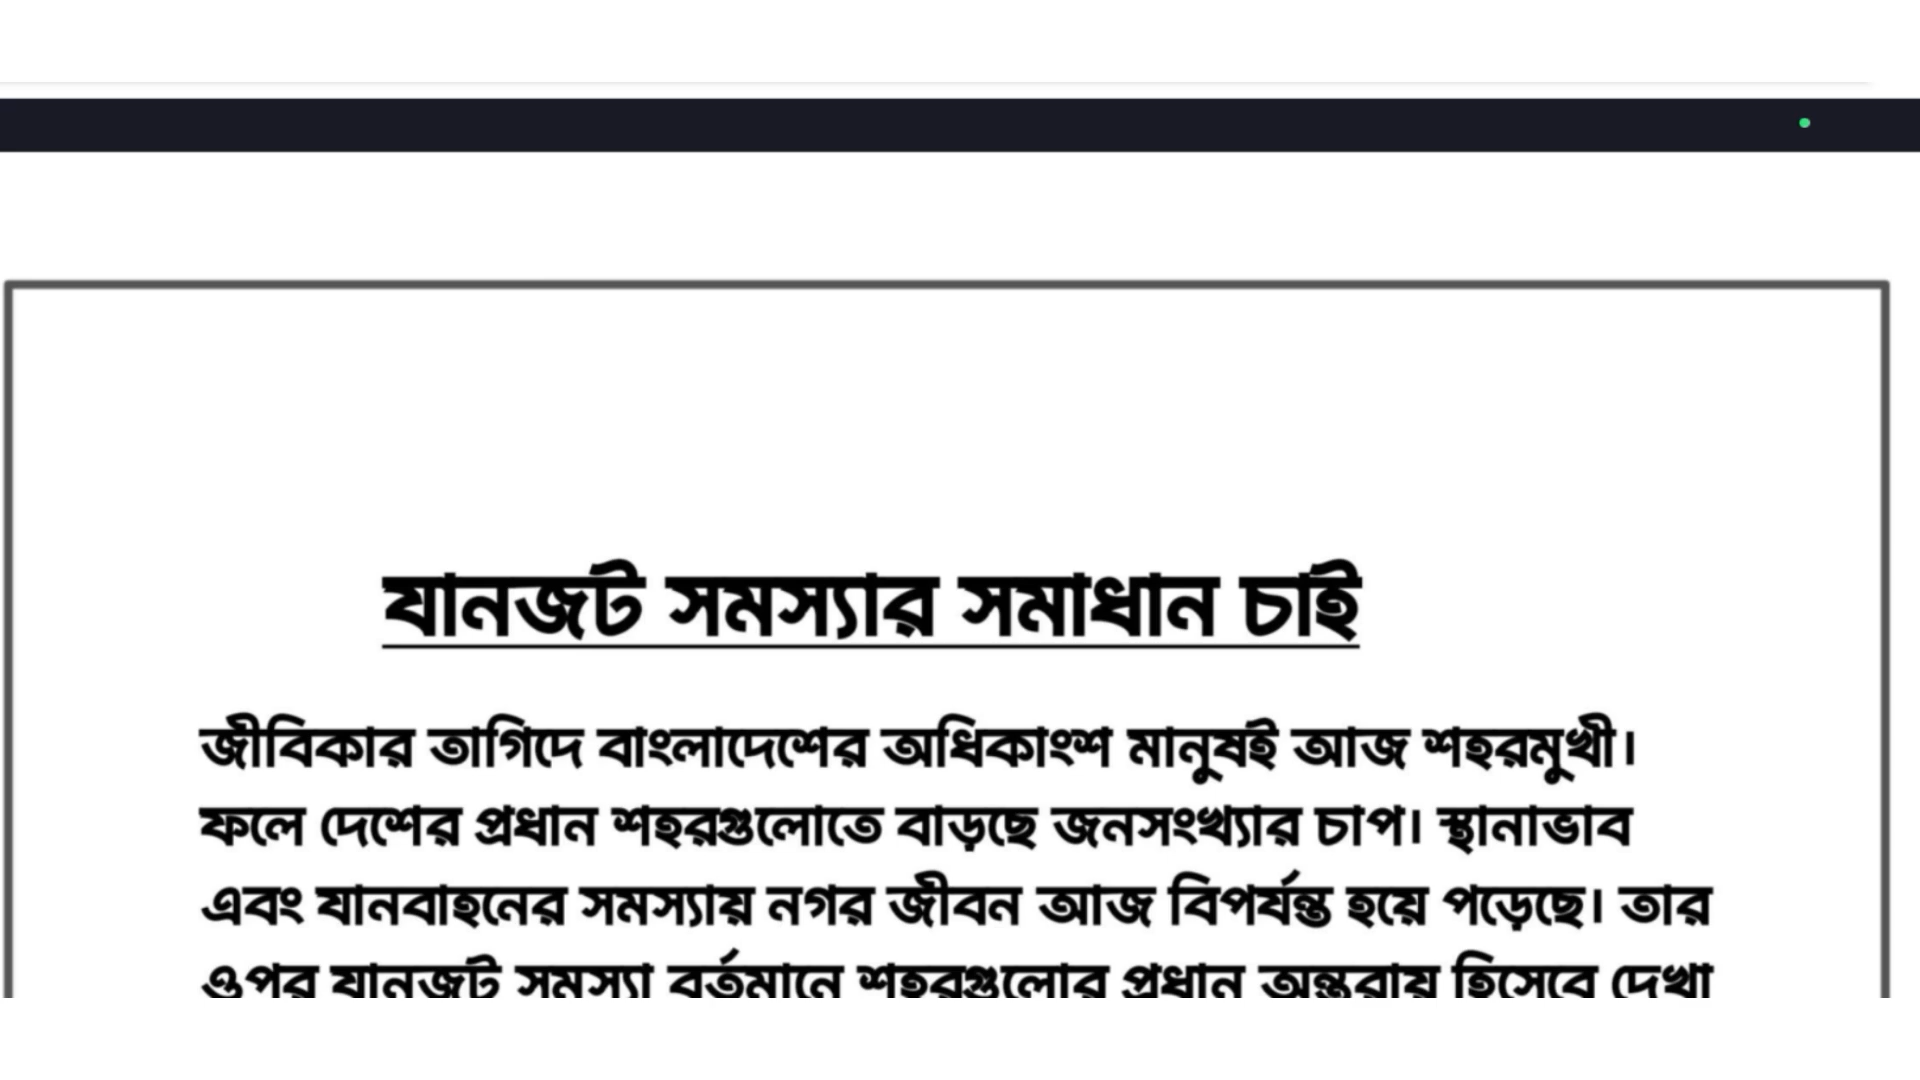 যানজট সমস্যার সমাধান চাই
জীবিকার তাগিদে বাংলাদেশের অধিকাংশ মানুষই আজ শহরমুখী।
ফলে দেশের প্রধান শহরগুলোতে বাড়ছে জনসংখ্যার চাপ। স্থানাভাব
এবং যানবাহনের সমস্যায় নগর জীবন আজ বিপর্যন্ত হয়ে পড়েছে। তার
ওপর যানজট সমস্যা বর্তমানে শহরগুলোর প্রধান অন্তরায় হিসেবে দেখা